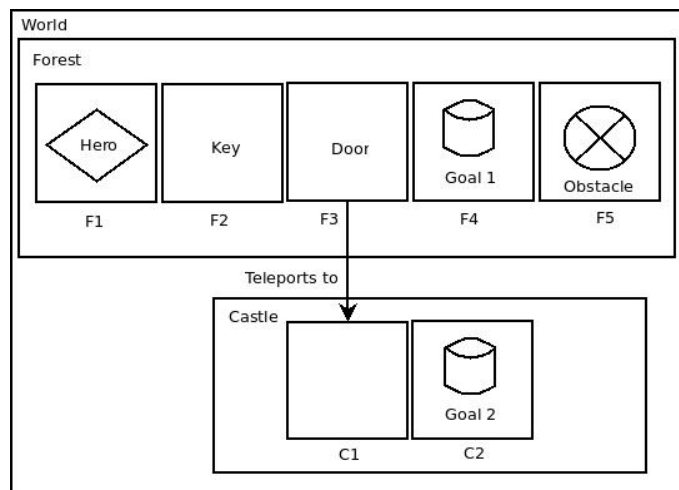 World
Forest
Hero
Key
Door
Goal 1
Obstacle
F1
F2
F3
F4
F5
Teleports to
Castle
Goal 2
C1
C2